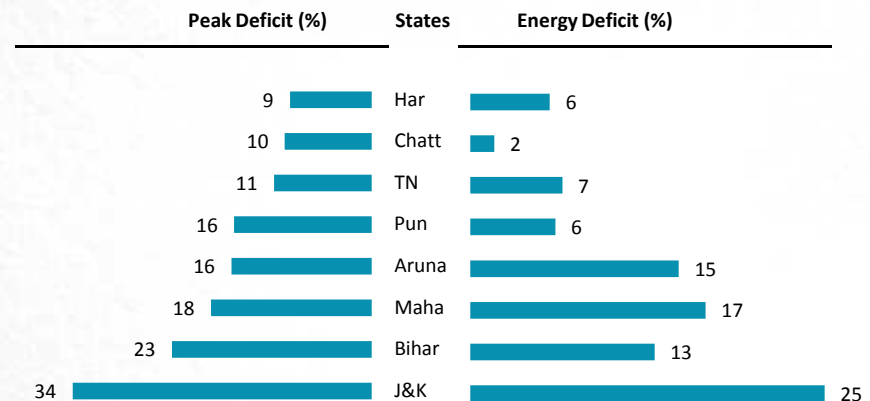 Peak Deficit (%) States Energy Deficit (%)
9 Har 6
10 Chatt 2
11 TN 7
16 Pun 6
16 Aruna 15
18 Maha 17
23 Bihar 13
34 J&K 25